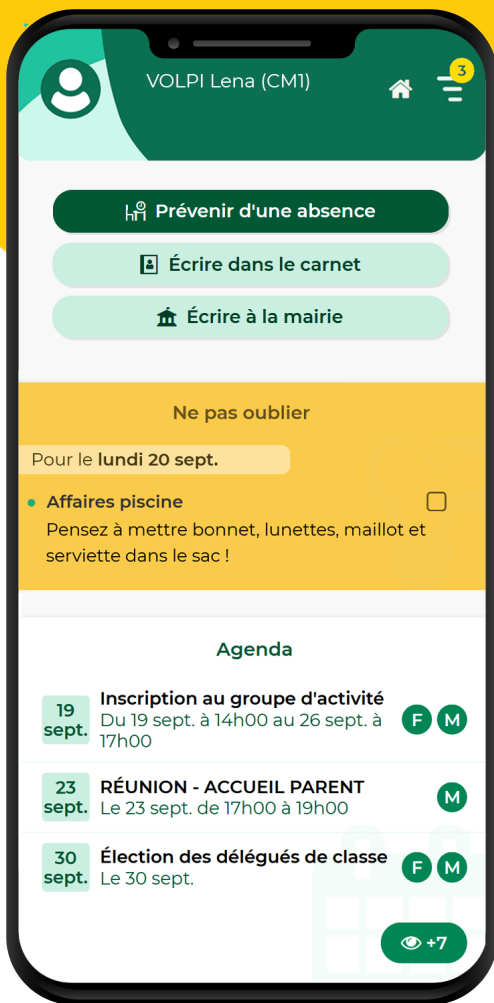 VOLPI Lena (CM1)
3
Prévenir d'une absence
Écrire dans le carnet
Écrire à la mairie
Ne pas oublier
Pour le lundi 20 sept.
Affaires piscine
Pensez à mettre bonnet, lunettes, maillot et
serviette dans le sac !
Agenda
19
sept.
Inscription au groupe d'activité
Du 19 sept. à 14h00 au 26 sept. à
17h00
F M
23
sept.
RÉUNION - ACCUEIL PARENT
Le 23 sept. de 17h00 à 19h00
M
30
sept.
Élection des délégués de classe
Le 30 sept.
F M
+7